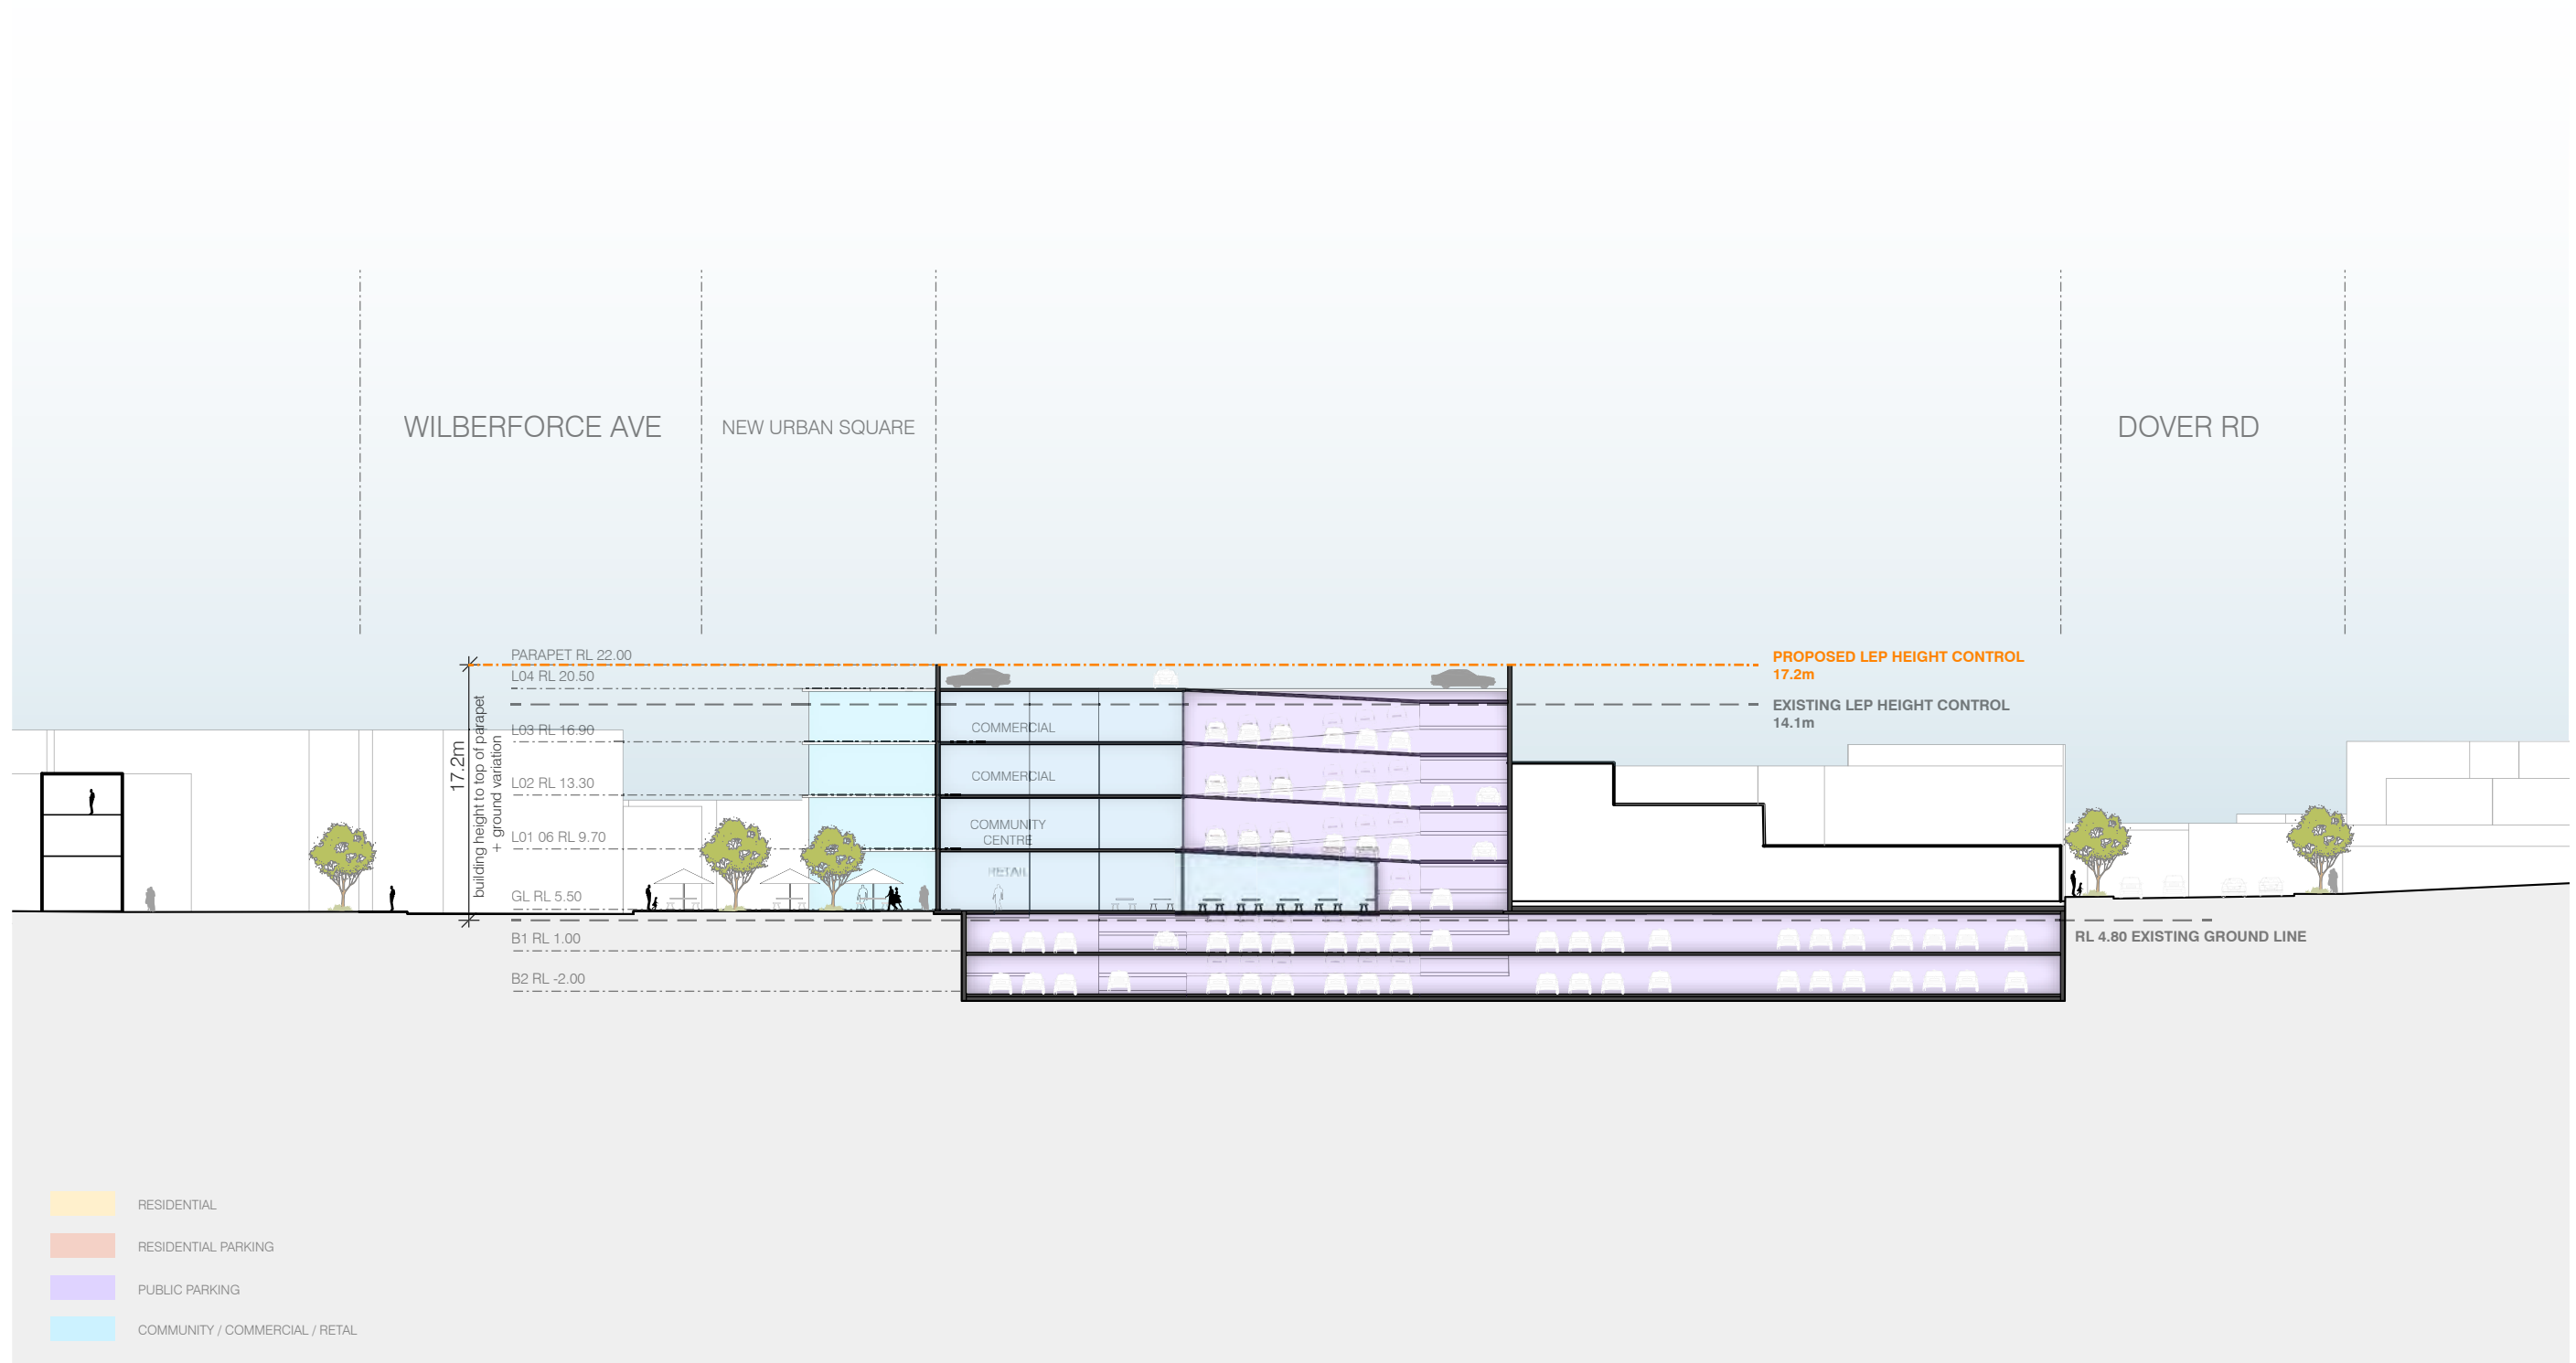 WILBERFORCE AVE
NEW URBAN SQUARE
DOVER RD
PARAPET RL 22.00
L04 RL 20.50
L03 RL 16.90
L02 RL 13.30
L01 06 RL 9.70
GL RL 5.50
B1 RL 1.00
B2 RL -2.00
17.2m
building height to top of parapet
+ ground variation
COMMERCIAL
COMMERCIAL
COMMUNITY
CENTRE
RETAIL
PROPOSED LEP HEIGHT CONTROL
17.2m
EXISTING LEP HEIGHT CONTROL
14.1m
RL 4.80 EXISTING GROUND LINE
RESIDENTIAL
RESIDENTIAL PARKING
PUBLIC PARKING
COMMUNITY / COMMERCIAL / RETAL